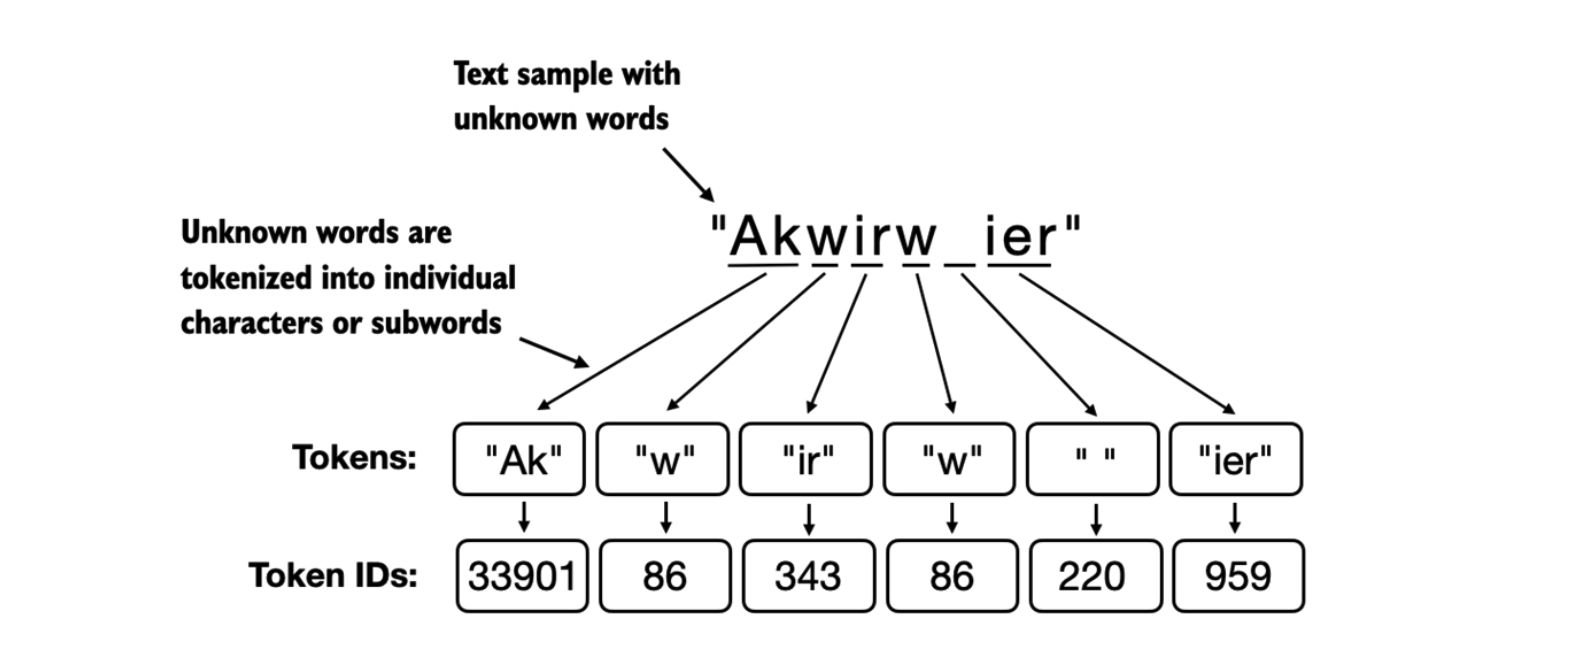 Text sample with
unknown words
"Akwirw ier"
Unknown words are
tokenized into individual
characters or subwords
Tokens: "Ak" "w" "ir" "w" " " "ier"
Token IDs: 33901 86 343 86 220 959